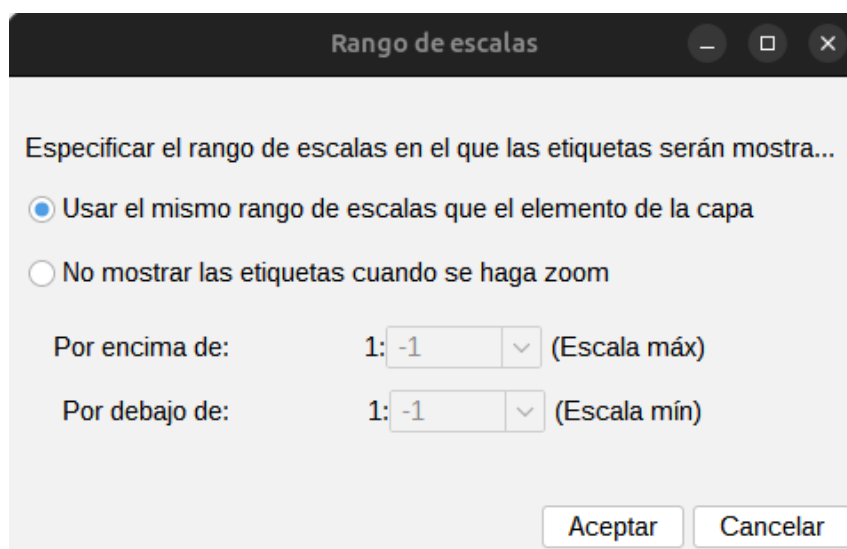 Rango de escalas
Especificar el rango de escalas en el que las etiquetas serán mostra...
Usar el mismo rango de escalas que el elemento de la capa
No mostrar las etiquetas cuando se haga zoom
Por encima de: 1: -1 (Escala máx)
Por debajo de: 1: -1 (Escala mín)
Aceptar Cancelar